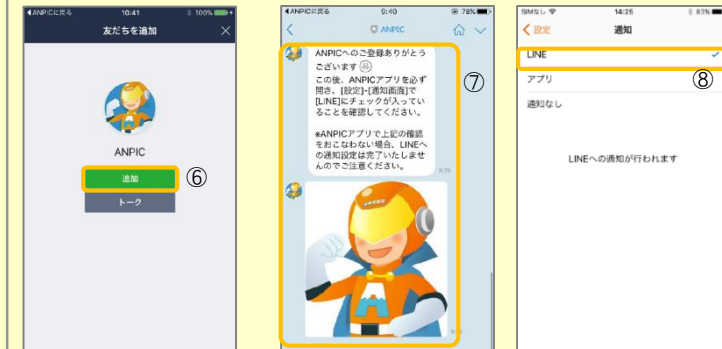 ANPICに戻る 10:41 100%
友だちを追加
ANPIC
追加
⑥
トーク
ANPICに戻る 9:40 78%
ANPIC
ANPICへのご登録ありがとう
ございます
この後、ANPICアプリを必ず
開き、[設定]-[通知画面]で
[LINE]にチェックが入ってい
ることを確認してください。
※ANPICアプリで上記の確認
をおこなわない場合、LINEへ
の通知設定は完了いたしませ
んのでご注意ください。
⑦
SIMなし 14:25 83%
設定 通知
LINE
アプリ
⑧
通知なし
LINEへの通知が行われます